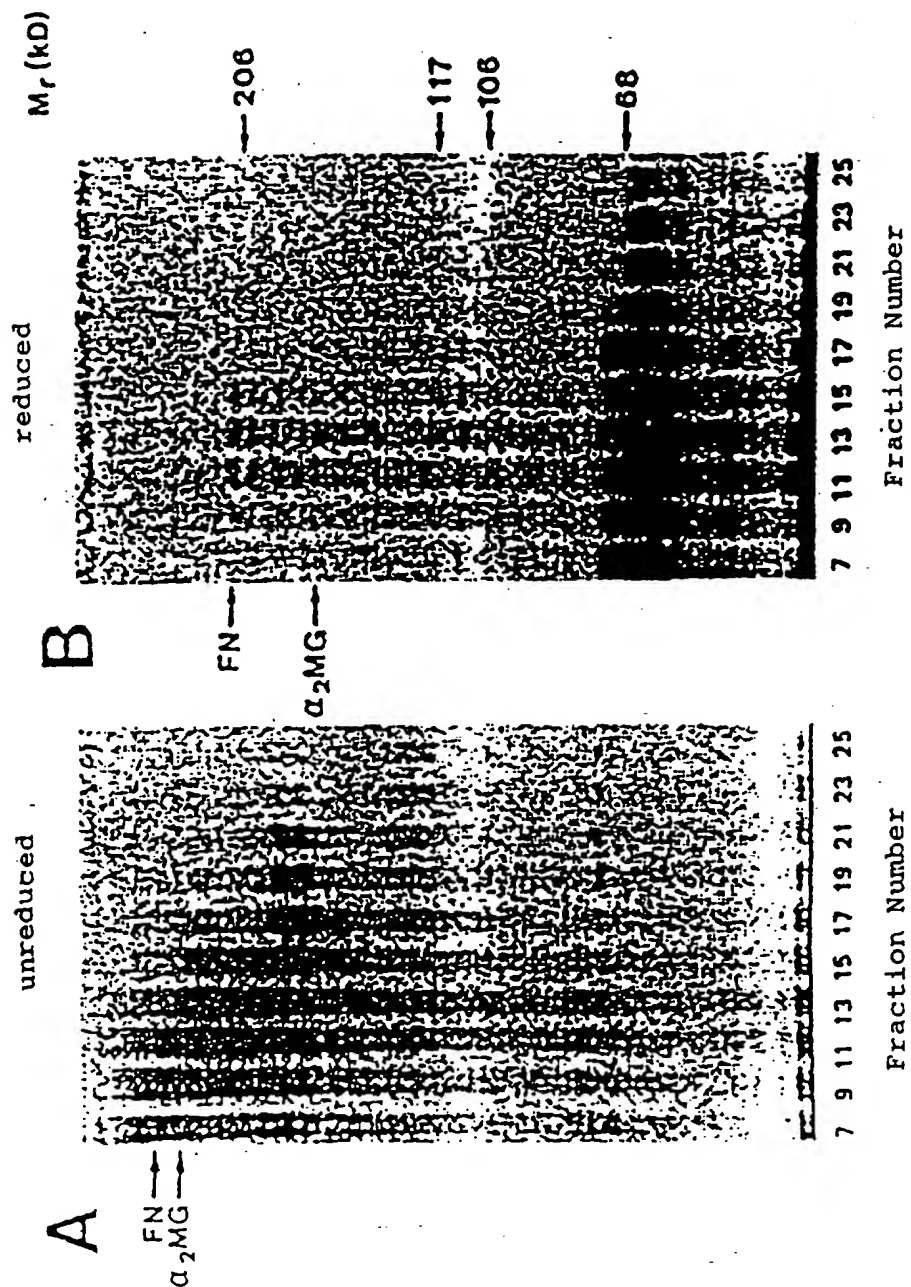 A
unreduced
FN →
α₂MG →
7 9 11 13 15 17 19 21 23 25
Fraction Number
B
reduced
Mr (kD)
FN →
α₂MG →
←206
←117
←106
←68
7 9 11 13 15 17 19 21 23 25
Fraction Number